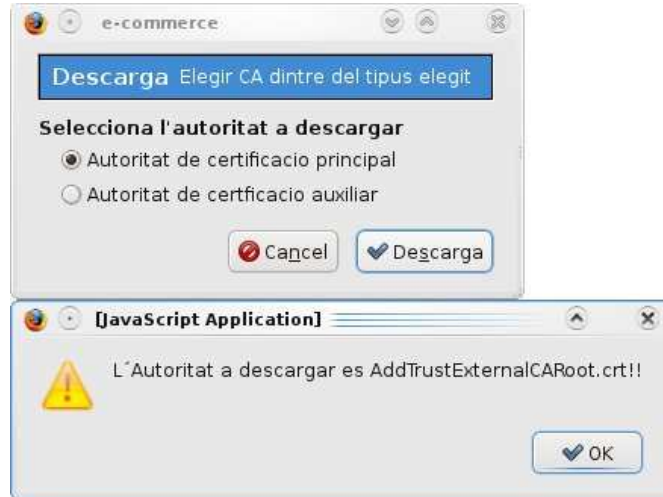 e-commerce
Descarga Elegir CA dintre del tipus elegit
Selecciona l'autoritat a descargar
Autoritat de certificacio principal
Autoritat de certficacio auxiliar
Cancel Descarga
[JavaScript Application]
L´Autoritat a descargar es AddTrustExternalCARoot.crt!!
OK